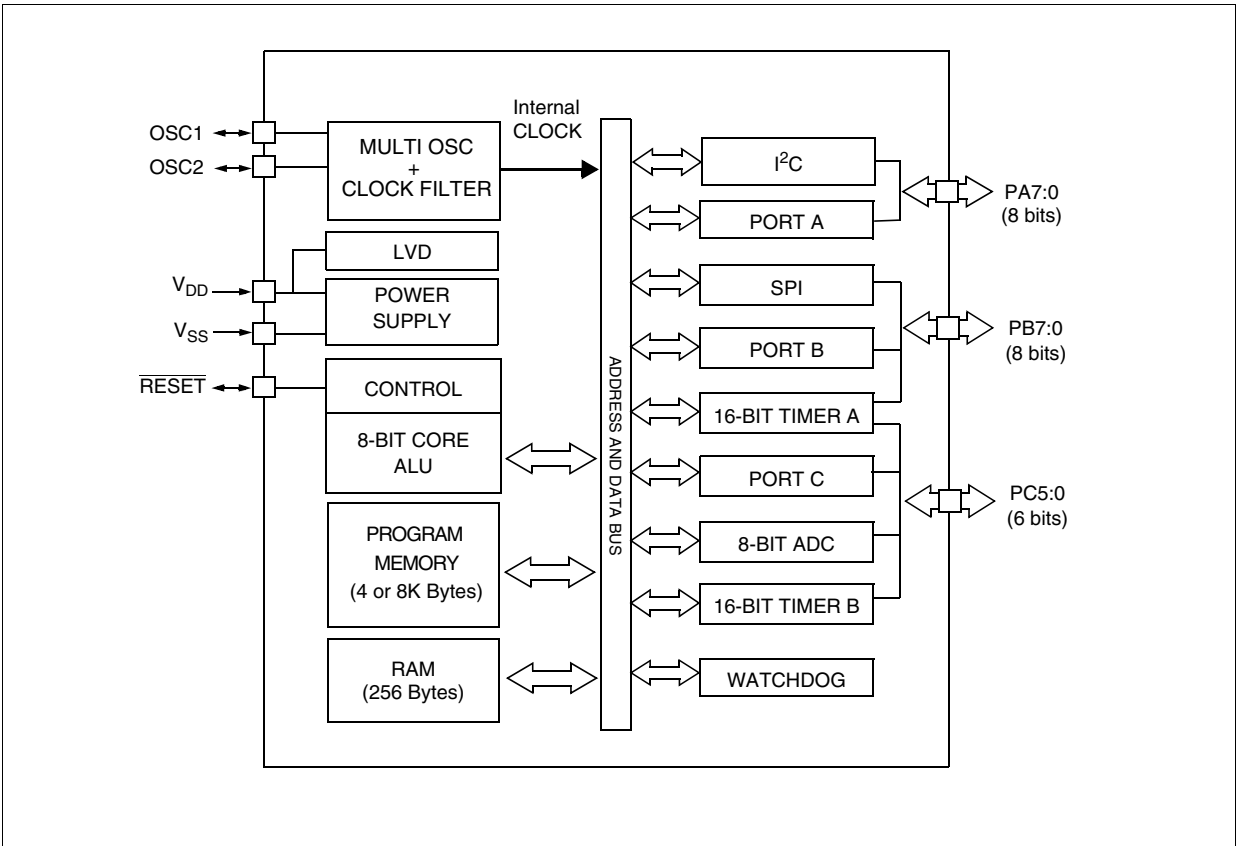 OSC1
OSC2
V_DD
V_SS
RESET
MULTI OSC
+
CLOCK FILTER
LVD
POWER
SUPPLY
CONTROL
8-BIT CORE
ALU
PROGRAM
MEMORY
(4 or 8K Bytes)
RAM
(256 Bytes)
Internal
CLOCK
ADDRESS AND DATA BUS
I²C
PORT A
SPI
PORT B
16-BIT TIMER A
PORT C
8-BIT ADC
16-BIT TIMER B
WATCHDOG
PA7:0
(8 bits)
PB7:0
(8 bits)
PC5:0
(6 bits)